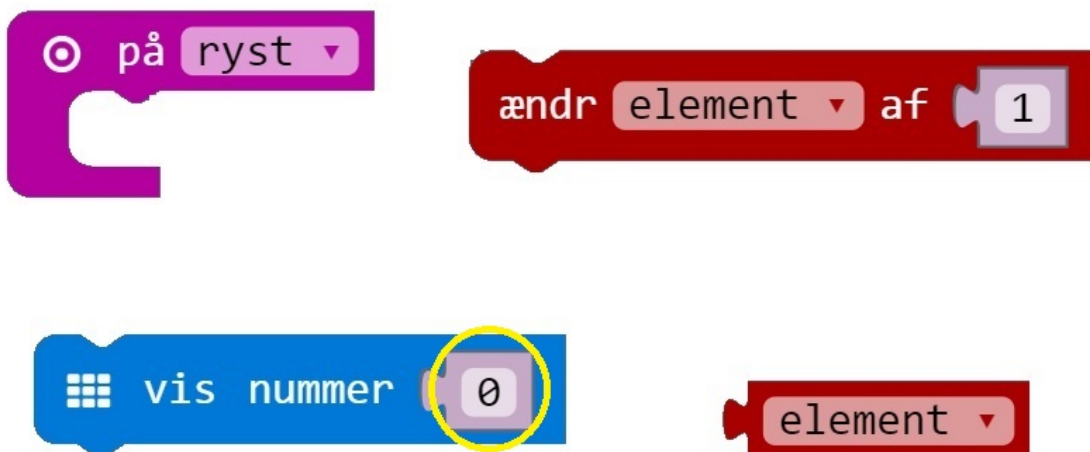 på ryst
ændr element af 1
vis nummer 0
element